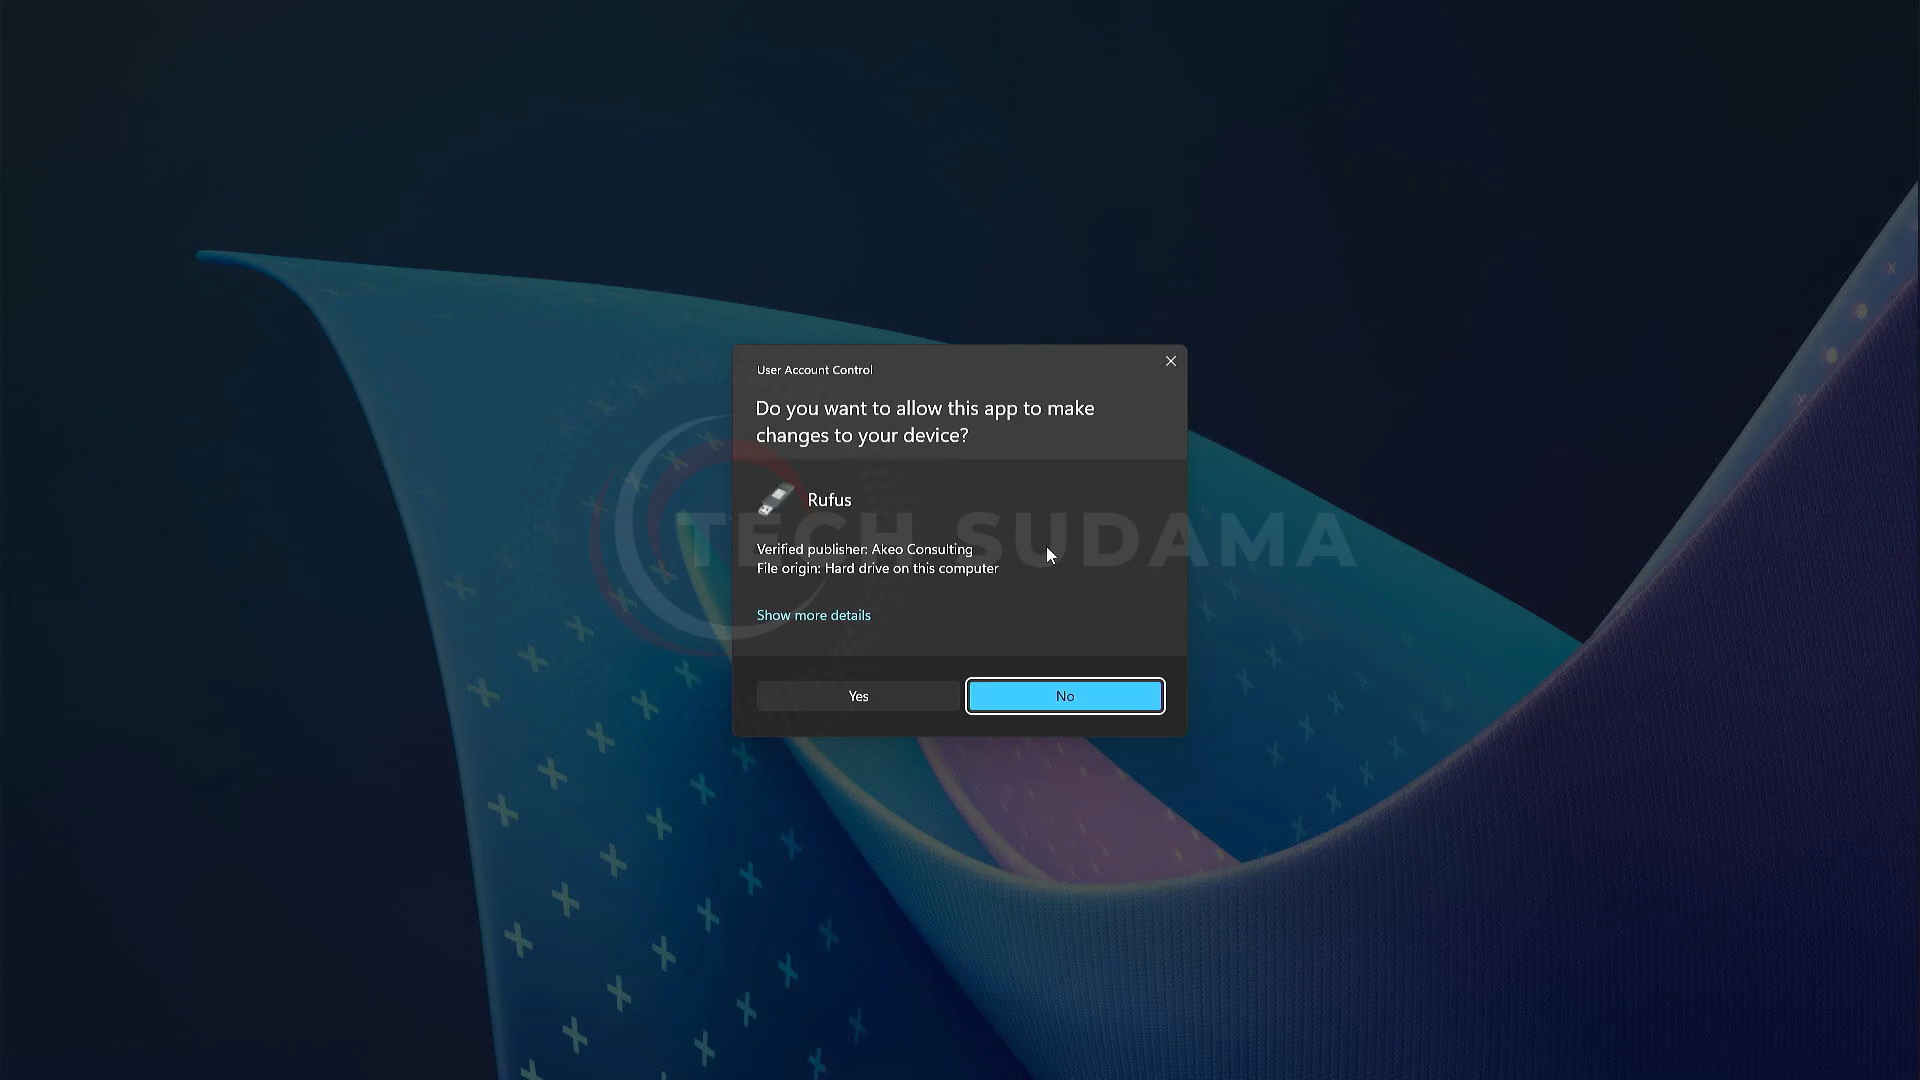 User Account Control
Do you want to allow this app to make
changes to your device?
Rufus
TECH SUDAMA
Verified publisher: Akeo Consulting
File origin: Hard drive on this computer
Show more details
Yes
No